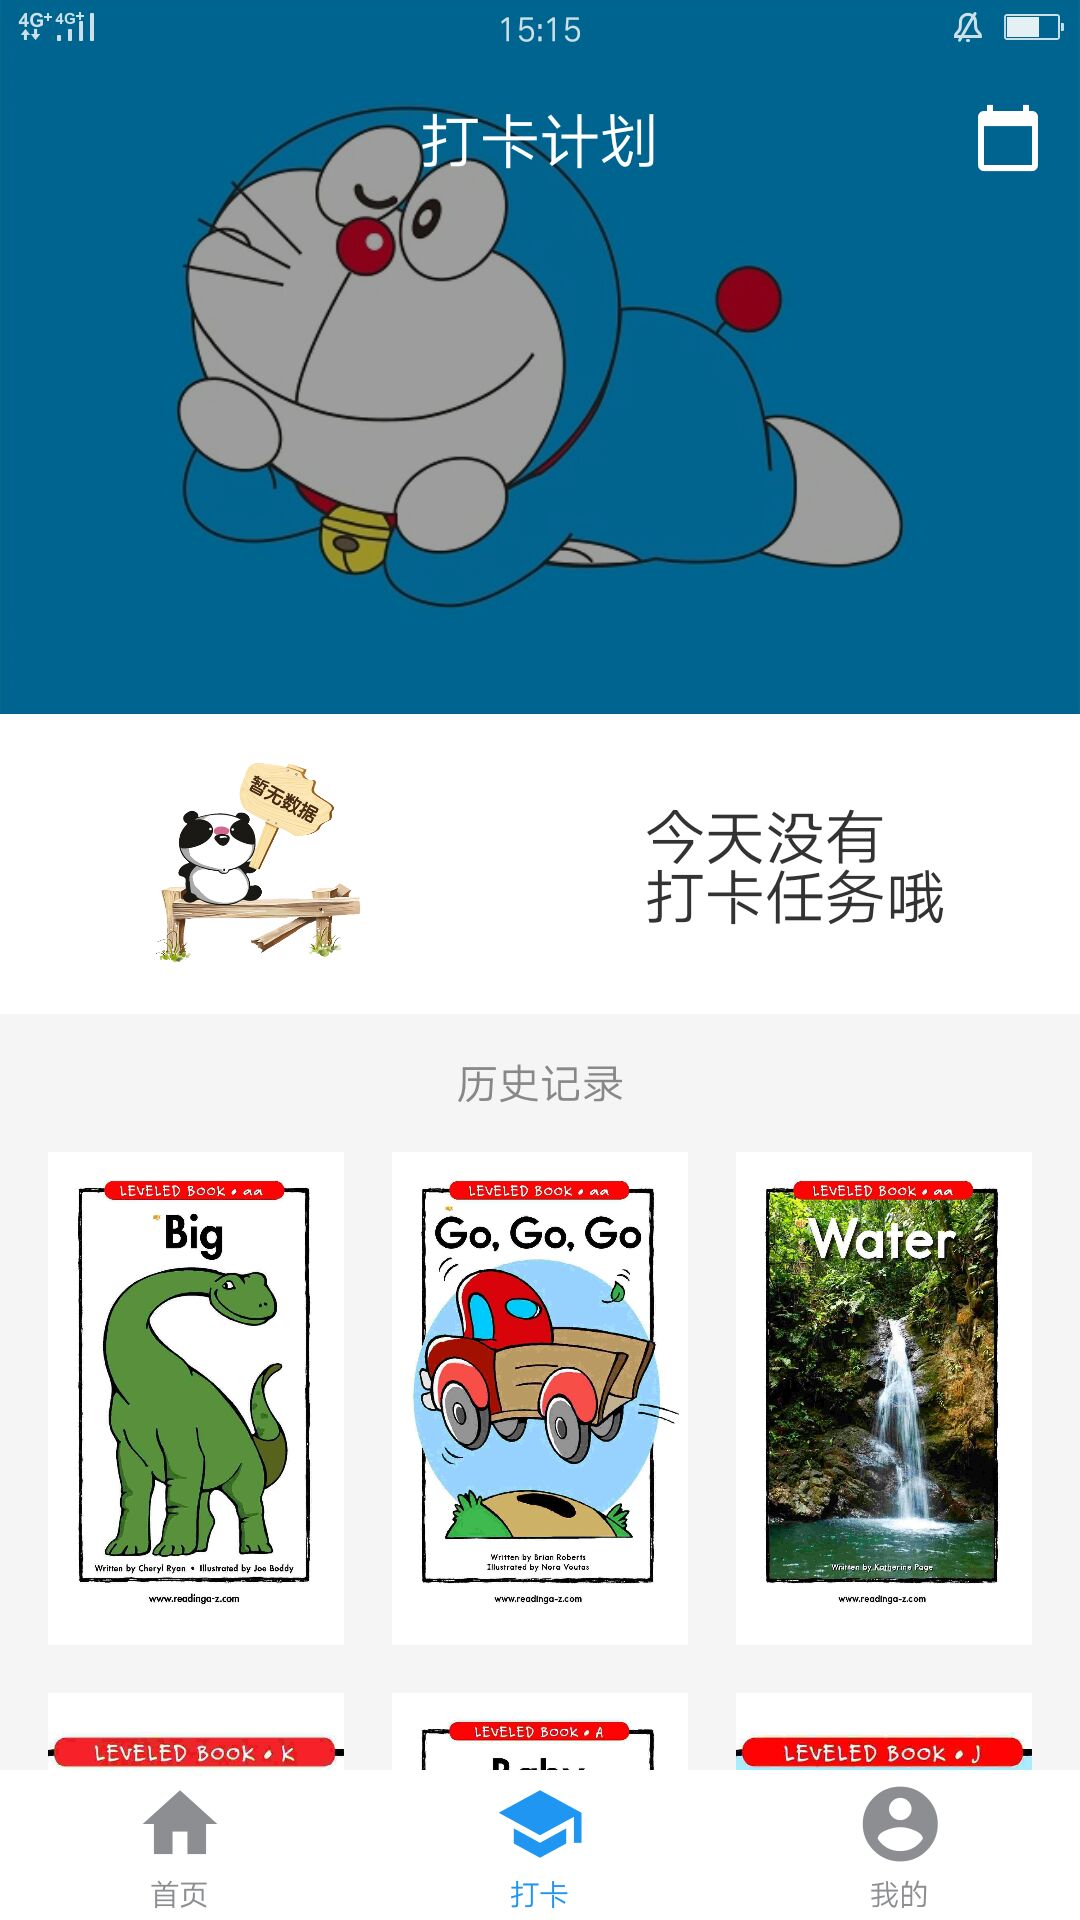 4G+ 4G+ 15:15
打卡计划
暂无数据
今天没有
打卡任务哦
历史记录
LEVELED BOOK • aa
Big
Written by Cheryl Ryan • Illustrated by Joe Boddy
www.readinga-z.com
LEVELED BOOK • aa
Go, Go, Go
Written by Brian Roberts
Illustrated by Nora Voutas
www.readinga-z.com
LEVELED BOOK • aa
Water
Written by Katherine Page
www.readinga-z.com
LEVELED BOOK • K
LEVELED BOOK • A
Baby
LEVELED BOOK • J
首页
打卡
我的